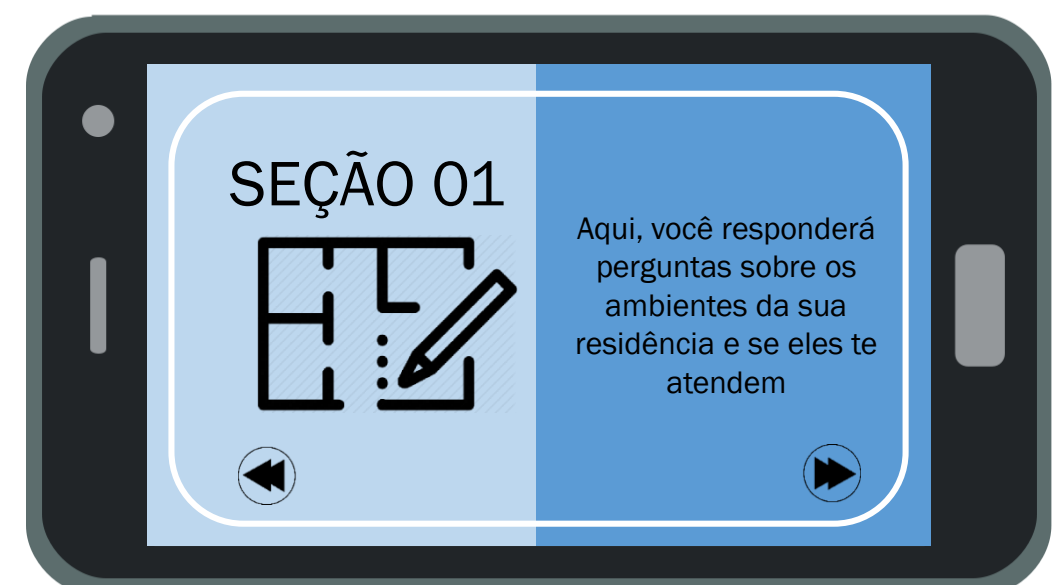 SEÇÃO 01
Aqui, você responderá
perguntas sobre os
ambientes da sua
residência e se eles te
atendem